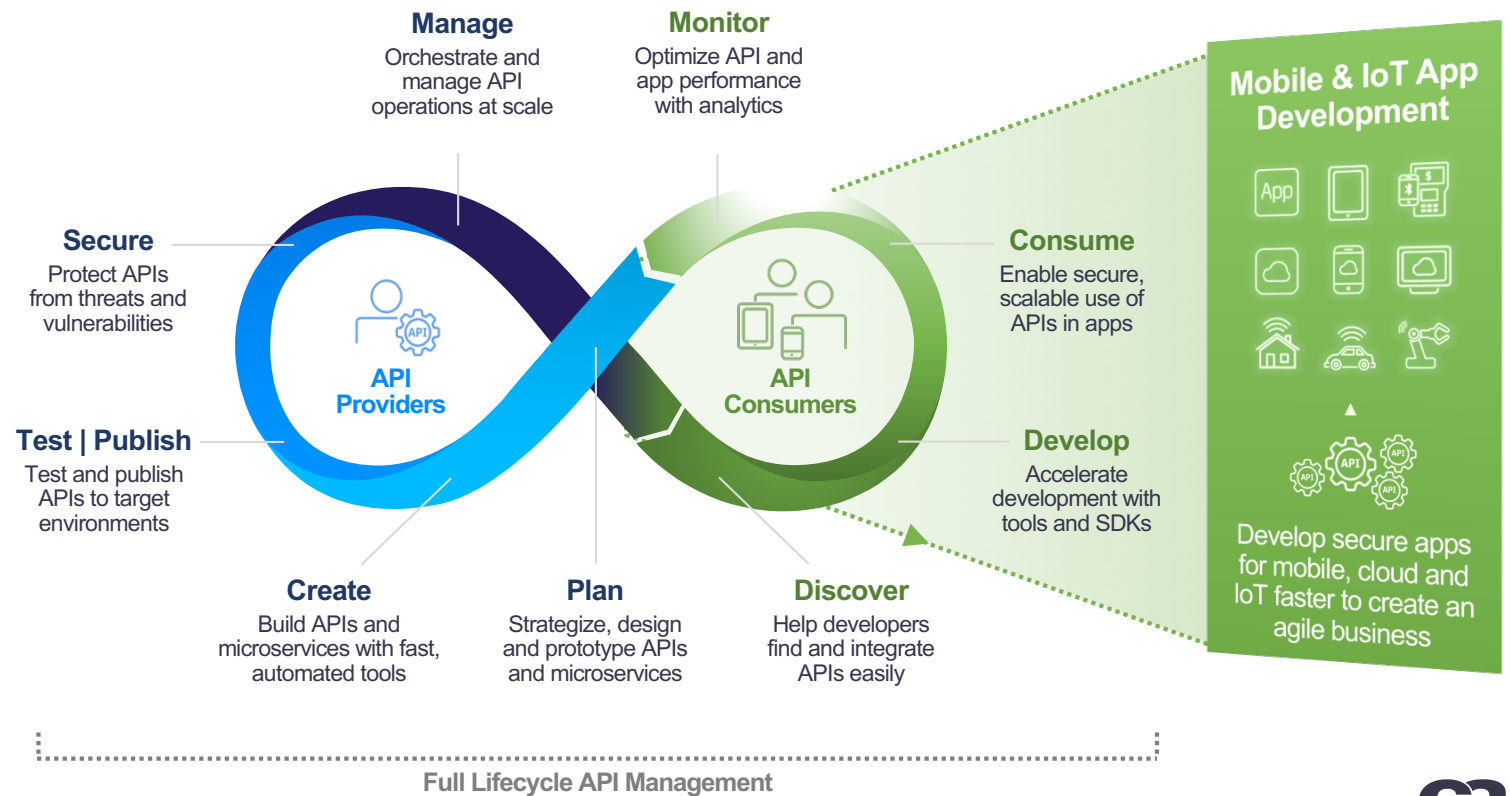 Manage
Orchestrate and
manage API
operations at scale
Monitor
Optimize API and
app performance
with analytics
Secure
Protect APIs
from threats and
vulnerabilities
API
API
Providers
API
Consumers
Consume
Enable secure,
scalable use of
APIs in apps
Test | Publish
Test and publish
APIs to target
environments
Develop
Accelerate
development with
tools and SDKs
Create
Build APIs and
microservices with fast,
automated tools
Plan
Strategize, design
and prototype APIs
and microservices
Discover
Help developers
find and integrate
APIs easily
Mobile & IoT App
Development
App
$
API
API
API
API
Develop secure apps
for mobile, cloud and
IoT faster to create an
agile business
Full Lifecycle API Management